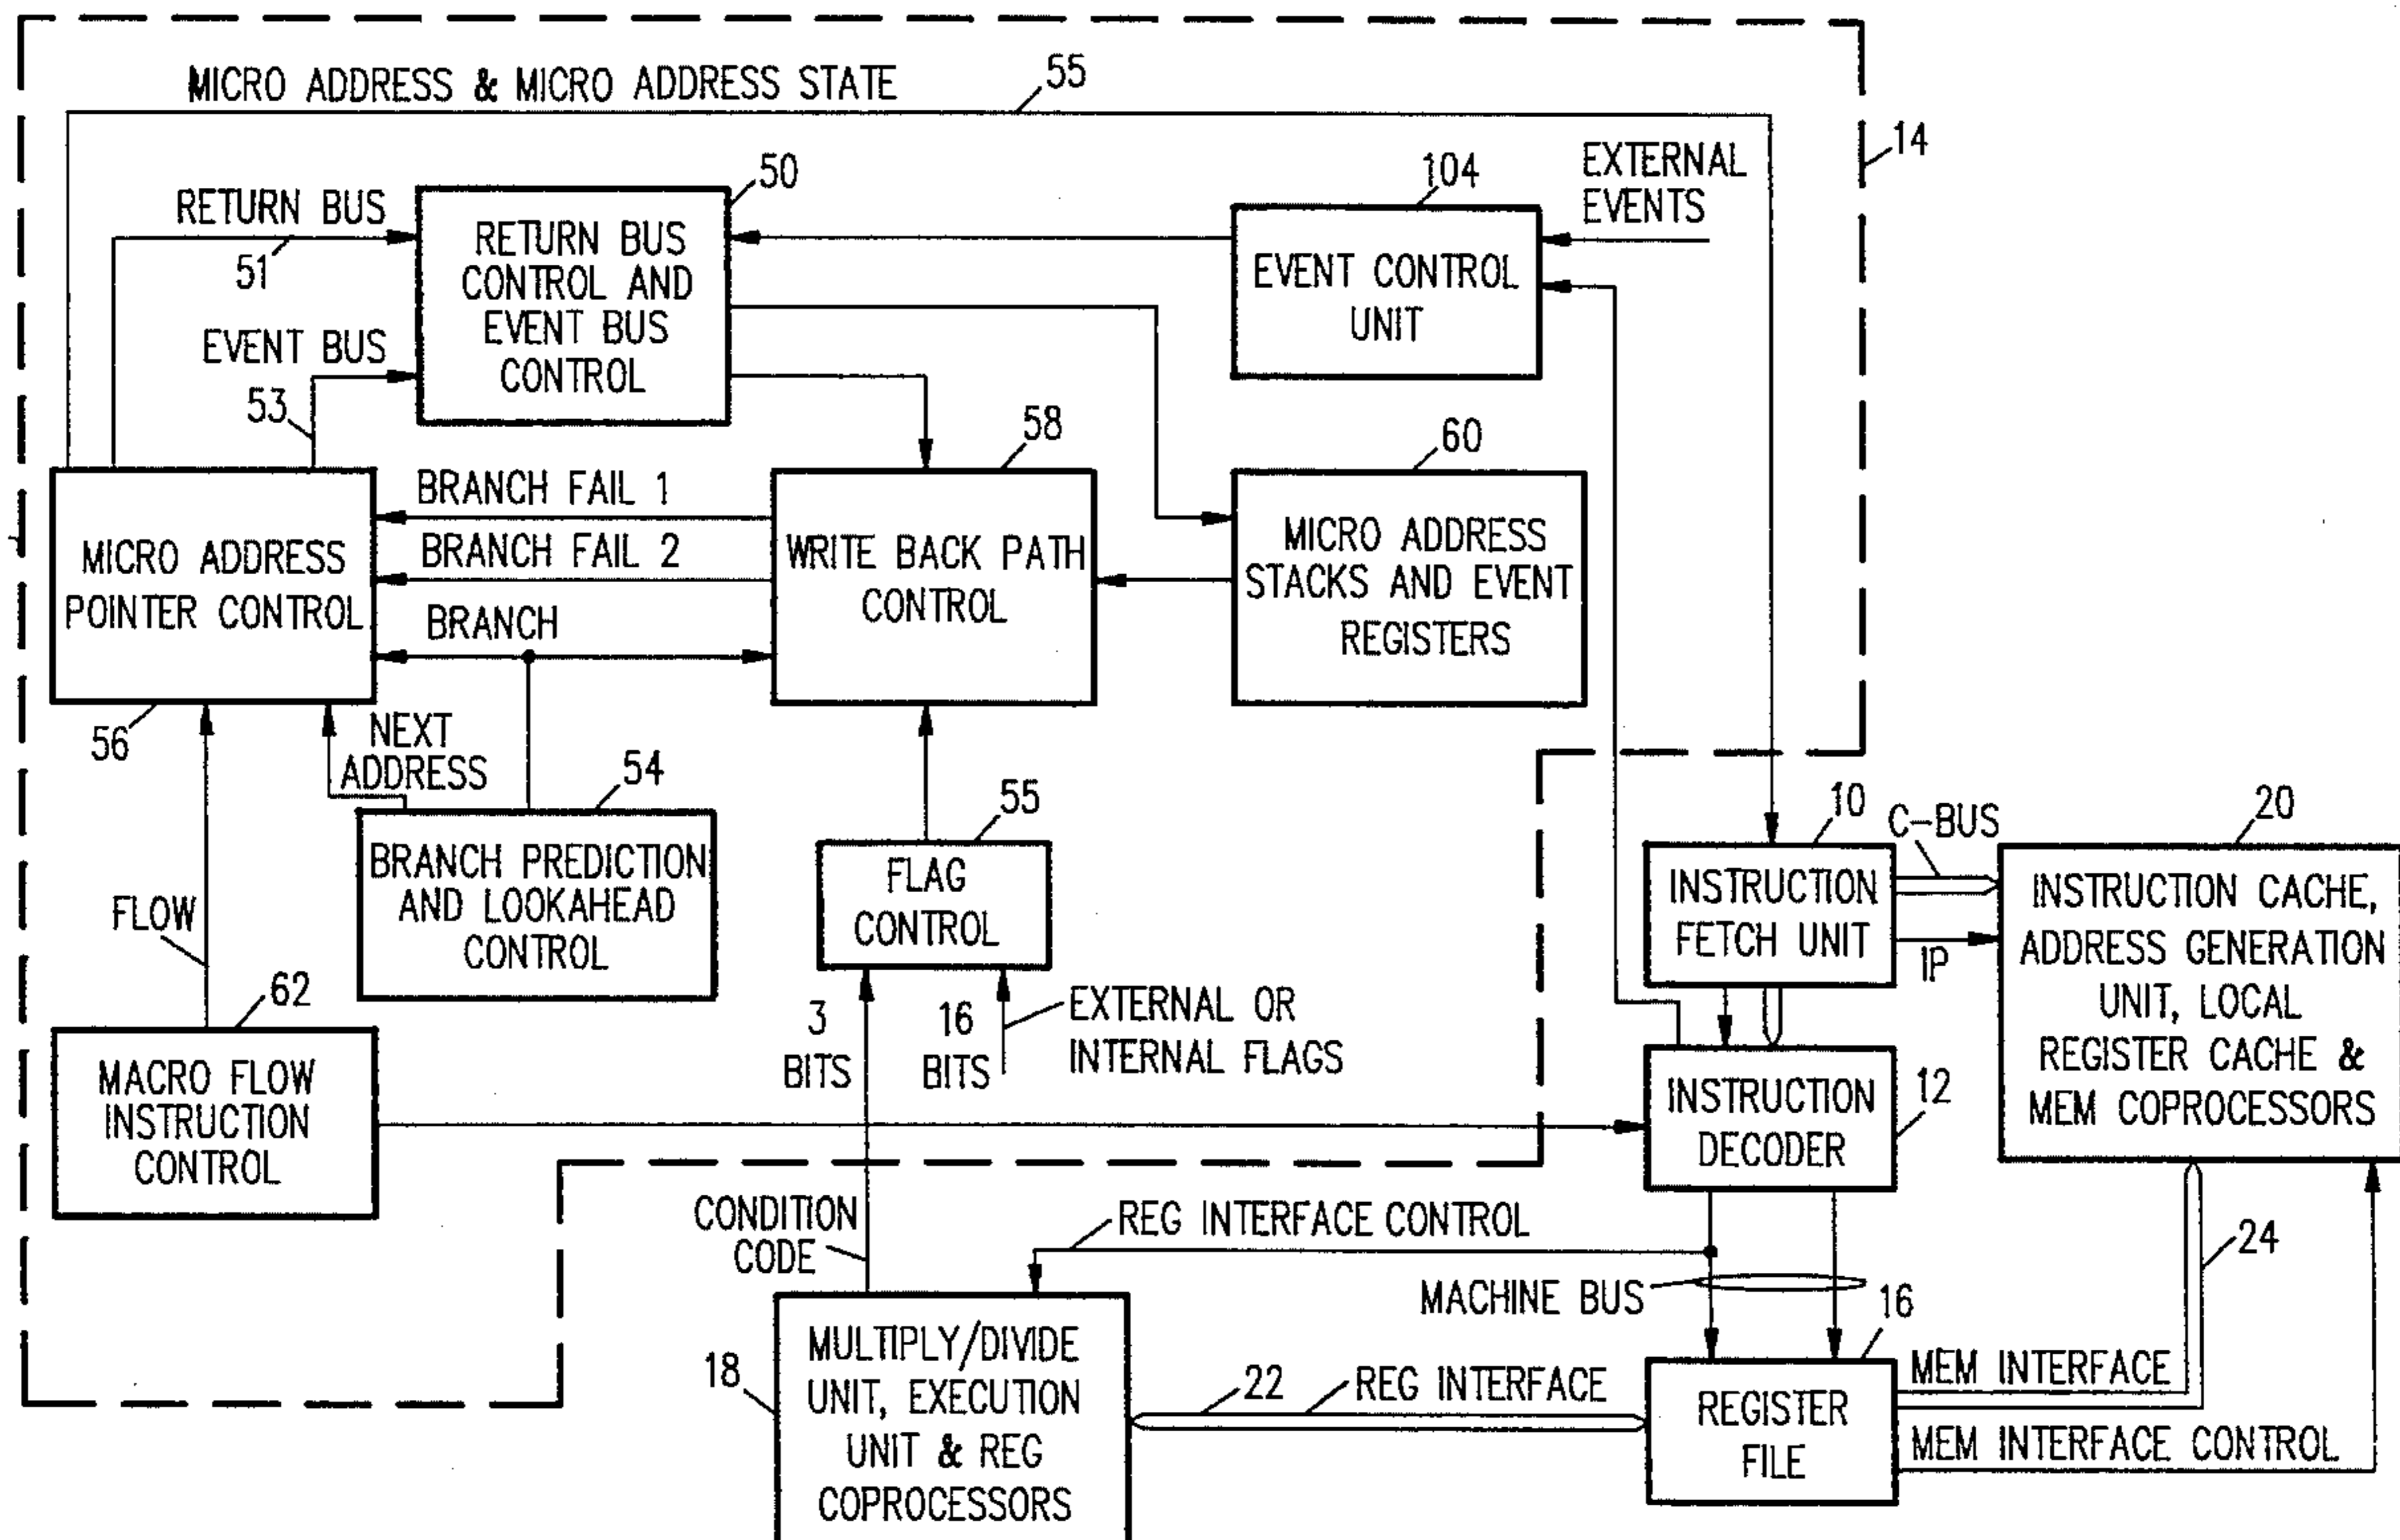 MICRO ADDRESS & MICRO ADDRESS STATE
55
14
50
104
EXTERNAL
EVENTS
RETURN BUS
51
RETURN BUS
CONTROL AND
EVENT BUS
CONTROL
EVENT CONTROL
UNIT
EVENT BUS
53
58
60
MICRO ADDRESS
POINTER CONTROL
56
BRANCH FAIL 1
BRANCH FAIL 2
BRANCH
WRITE BACK PATH
CONTROL
MICRO ADDRESS
STACKS AND EVENT
REGISTERS
NEXT
ADDRESS
54
BRANCH PREDICTION
AND LOOKAHEAD
CONTROL
55
FLAG
CONTROL
10
INSTRUCTION
FETCH UNIT
C-BUS
IP
20
INSTRUCTION CACHE,
ADDRESS GENERATION
UNIT, LOCAL
REGISTER CACHE &
MEM COPROCESSORS
FLOW
62
MACRO FLOW
INSTRUCTION
CONTROL
3
BITS
16
BITS
EXTERNAL OR
INTERNAL FLAGS
INSTRUCTION
DECODER
12
CONDITION
CODE
REG INTERFACE CONTROL
MACHINE BUS
24
16
18
MULTIPLY/DIVIDE
UNIT, EXECUTION
UNIT & REG
COPROCESSORS
22
REG INTERFACE
REGISTER
FILE
MEM INTERFACE
MEM INTERFACE CONTROL